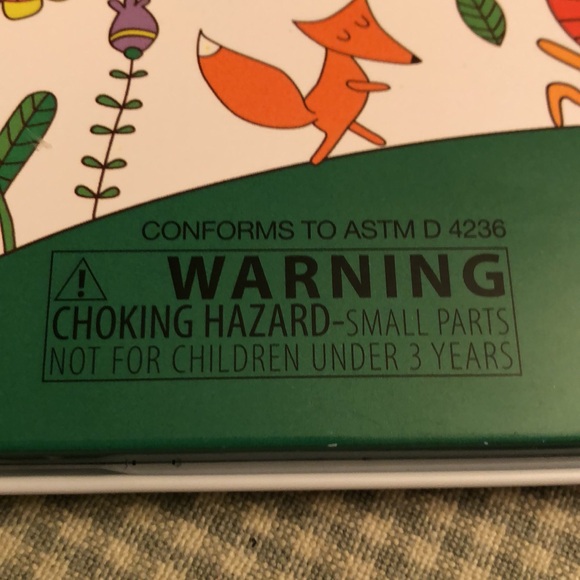 CONFORMS TO ASTM D 4236
WARNING
CHOKING HAZARD-SMALL PARTS
NOT FOR CHILDREN UNDER 3 YEARS